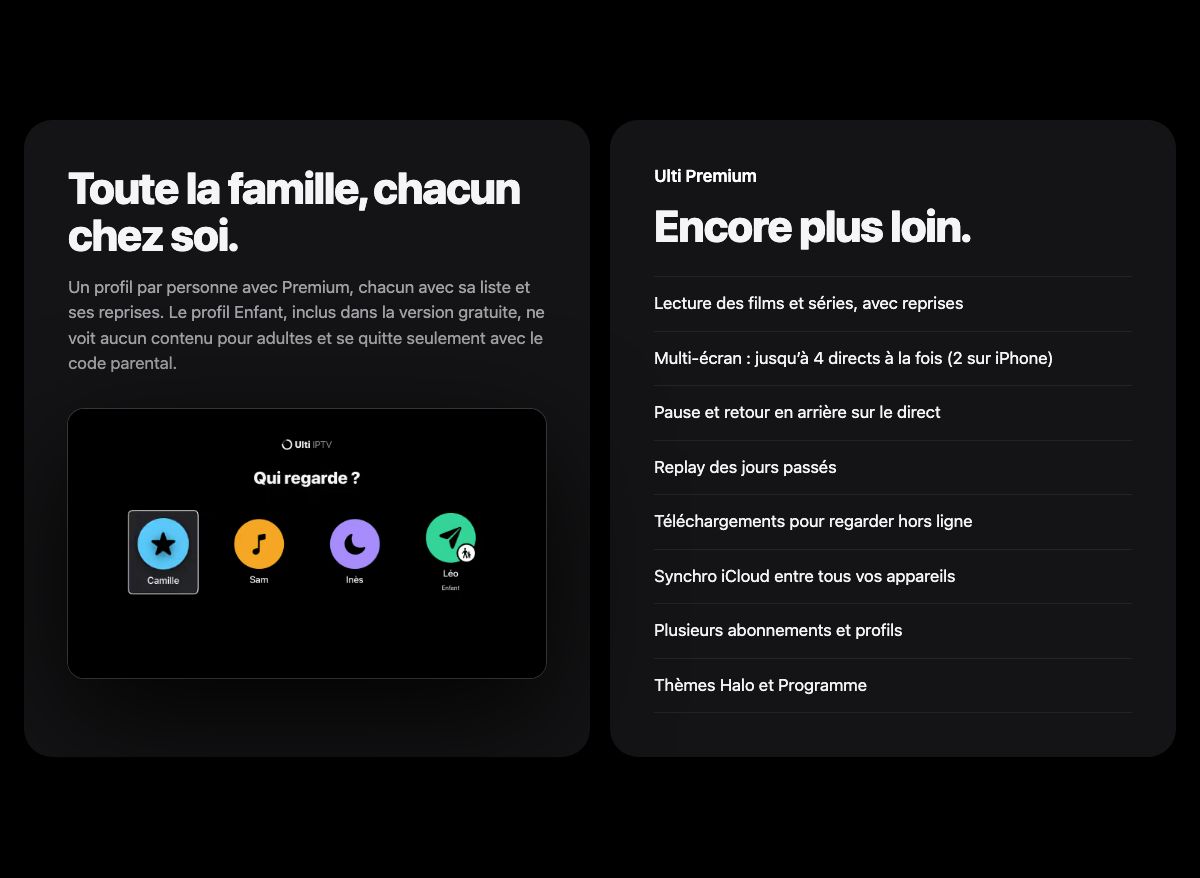 Toute la famille, chacun
chez soi.
Un profil par personne avec Premium, chacun avec sa liste et
ses reprises. Le profil Enfant, inclus dans la version gratuite, ne
voit aucun contenu pour adultes et se quitte seulement avec le
code parental.
Ulti IPTV
Qui regarde ?
Camille
Sam
Inès
Léo
Enfant
Ulti Premium
Encore plus loin.
Lecture des films et séries, avec reprises
Multi-écran : jusqu’à 4 directs à la fois (2 sur iPhone)
Pause et retour en arrière sur le direct
Replay des jours passés
Téléchargements pour regarder hors ligne
Synchro iCloud entre tous vos appareils
Plusieurs abonnements et profils
Thèmes Halo et Programme